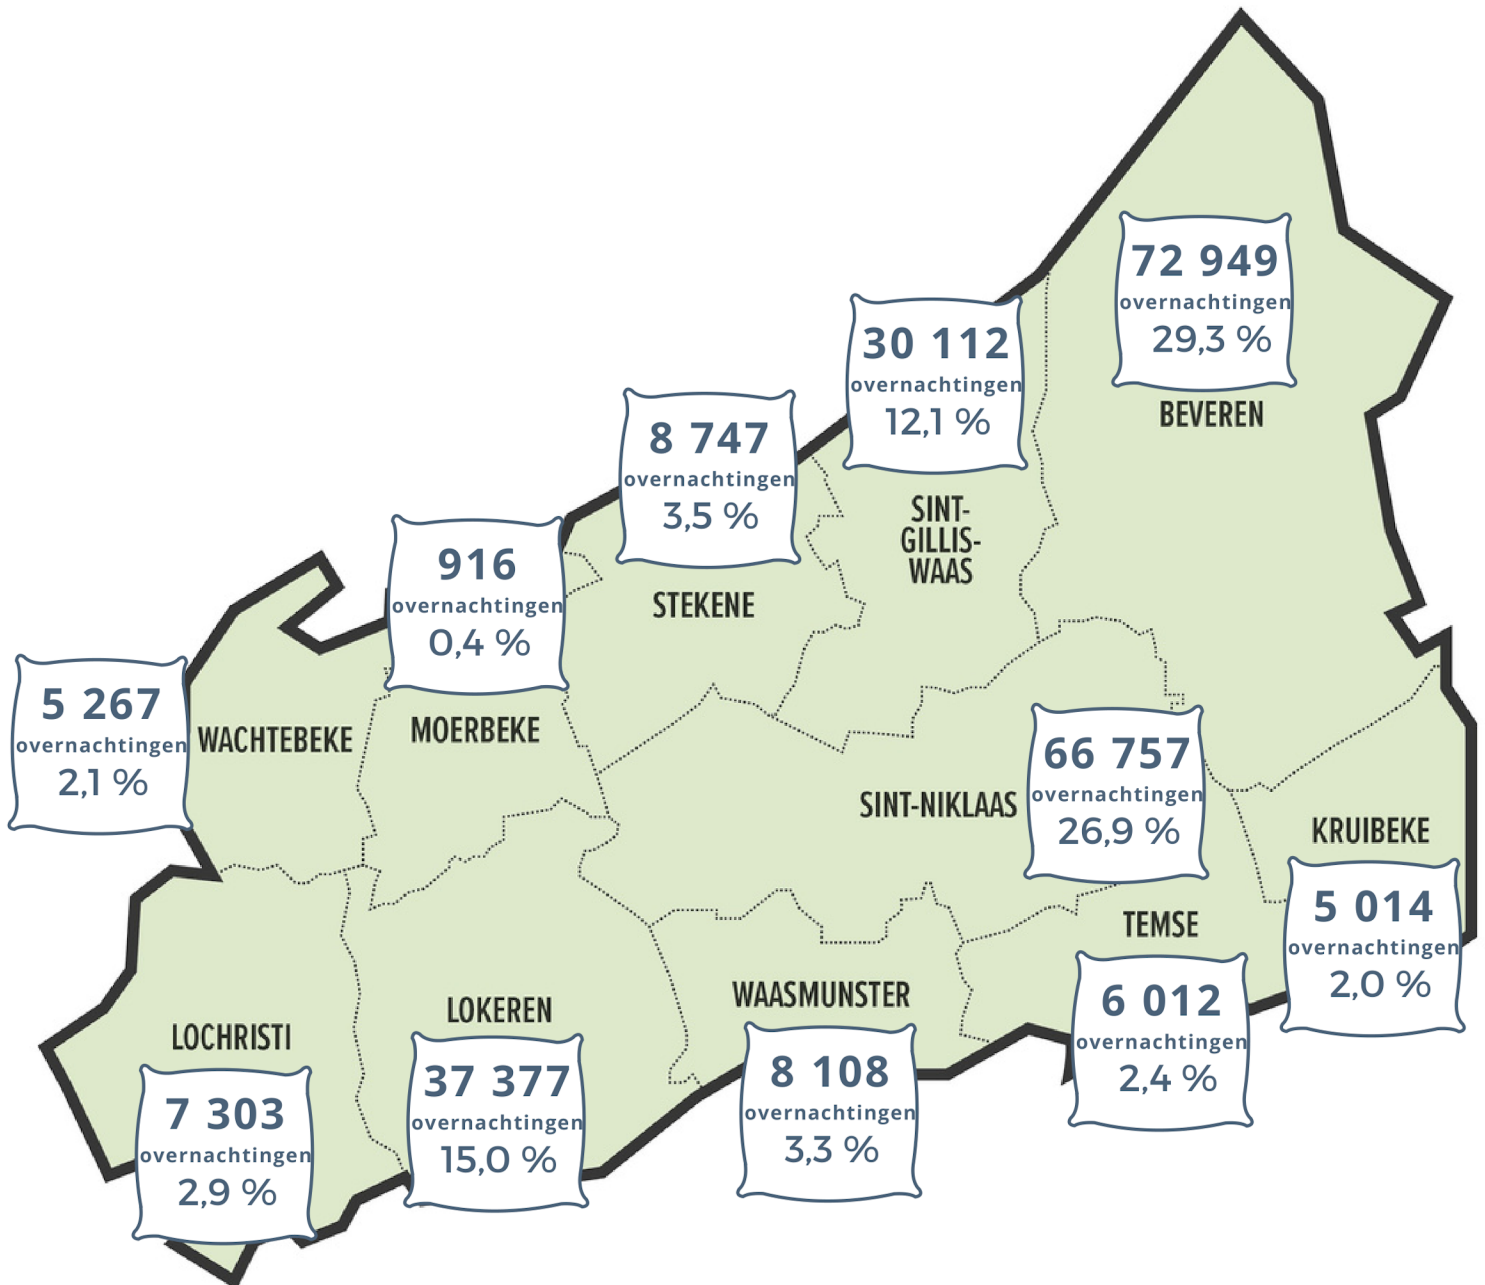 72 949
overnachtingen
29,3 %
BEVEREN
30 112
overnachtingen
12,1 %
SINT-
GILLIS-
WAAS
8 747
overnachtingen
3,5 %
STEKENE
916
overnachtingen
0,4 %
MOERBEKE
5 267
overnachtingen
2,1 %
WACHTEBEKE
66 757
overnachtingen
26,9 %
SINT-NIKLAAS
KRUIBEKE
5 014
overnachtingen
2,0 %
TEMSE
6 012
overnachtingen
2,4 %
WAASMUNSTER
8 108
overnachtingen
3,3 %
LOKEREN
37 377
overnachtingen
15,0 %
LOCHRISTI
7 303
overnachtingen
2,9 %